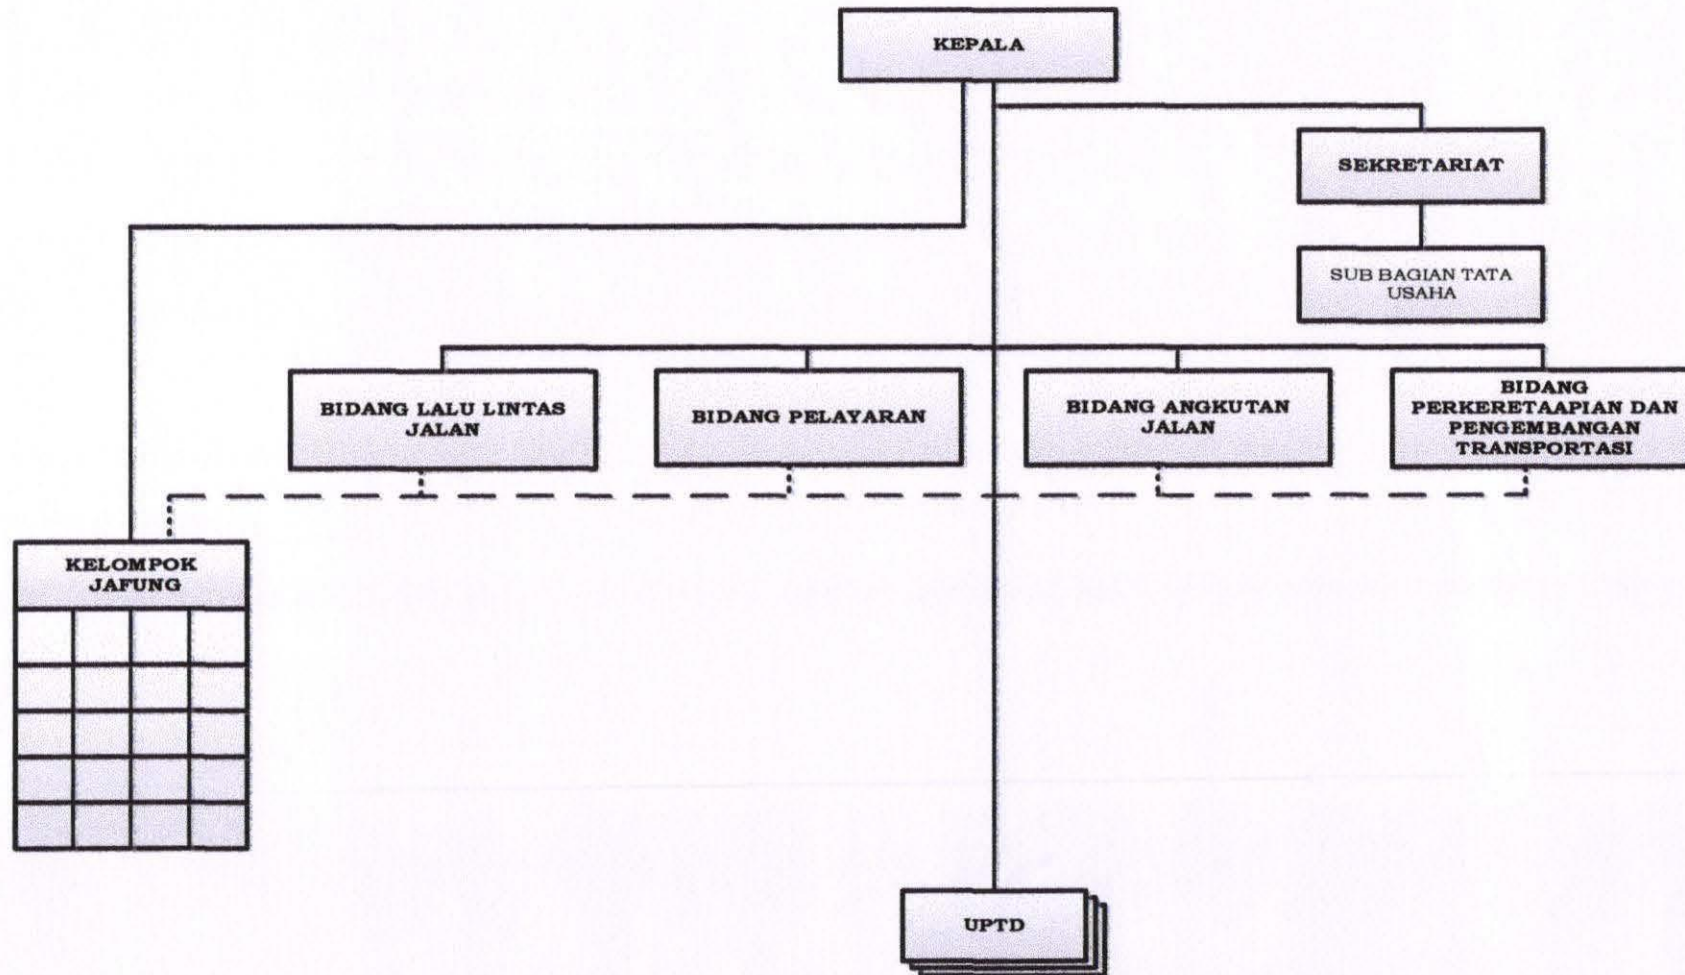 KEPALA
SEKRETARIAT
SUB BAGIAN TATA
USAHA
BIDANG LALU LINTAS
JALAN
BIDANG PELAYARAN
BIDANG ANGKUTAN
JALAN
BIDANG
PERKERETAAPIAN DAN
PENGEMBANGAN
TRANSPORTASI
KELOMPOK
JAFUNG
UPTD